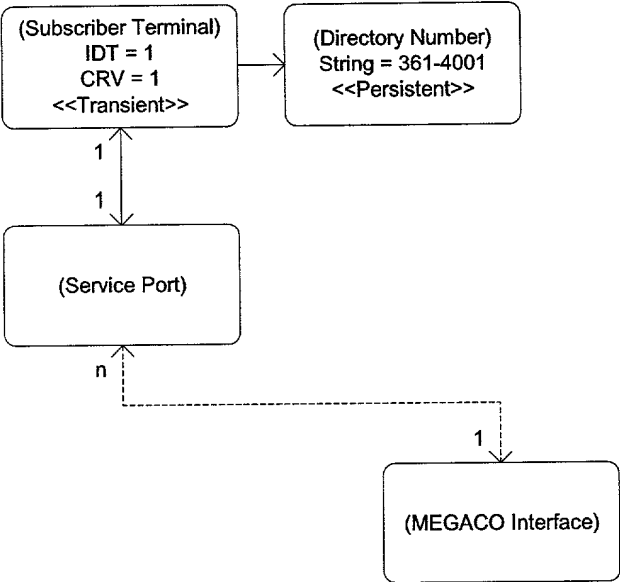 (Subscriber Terminal)
IDT = 1
CRV = 1
<<Transient>>
(Directory Number)
String = 361-4001
<<Persistent>>
1
1
(Service Port)
n
1
(MEGACO Interface)